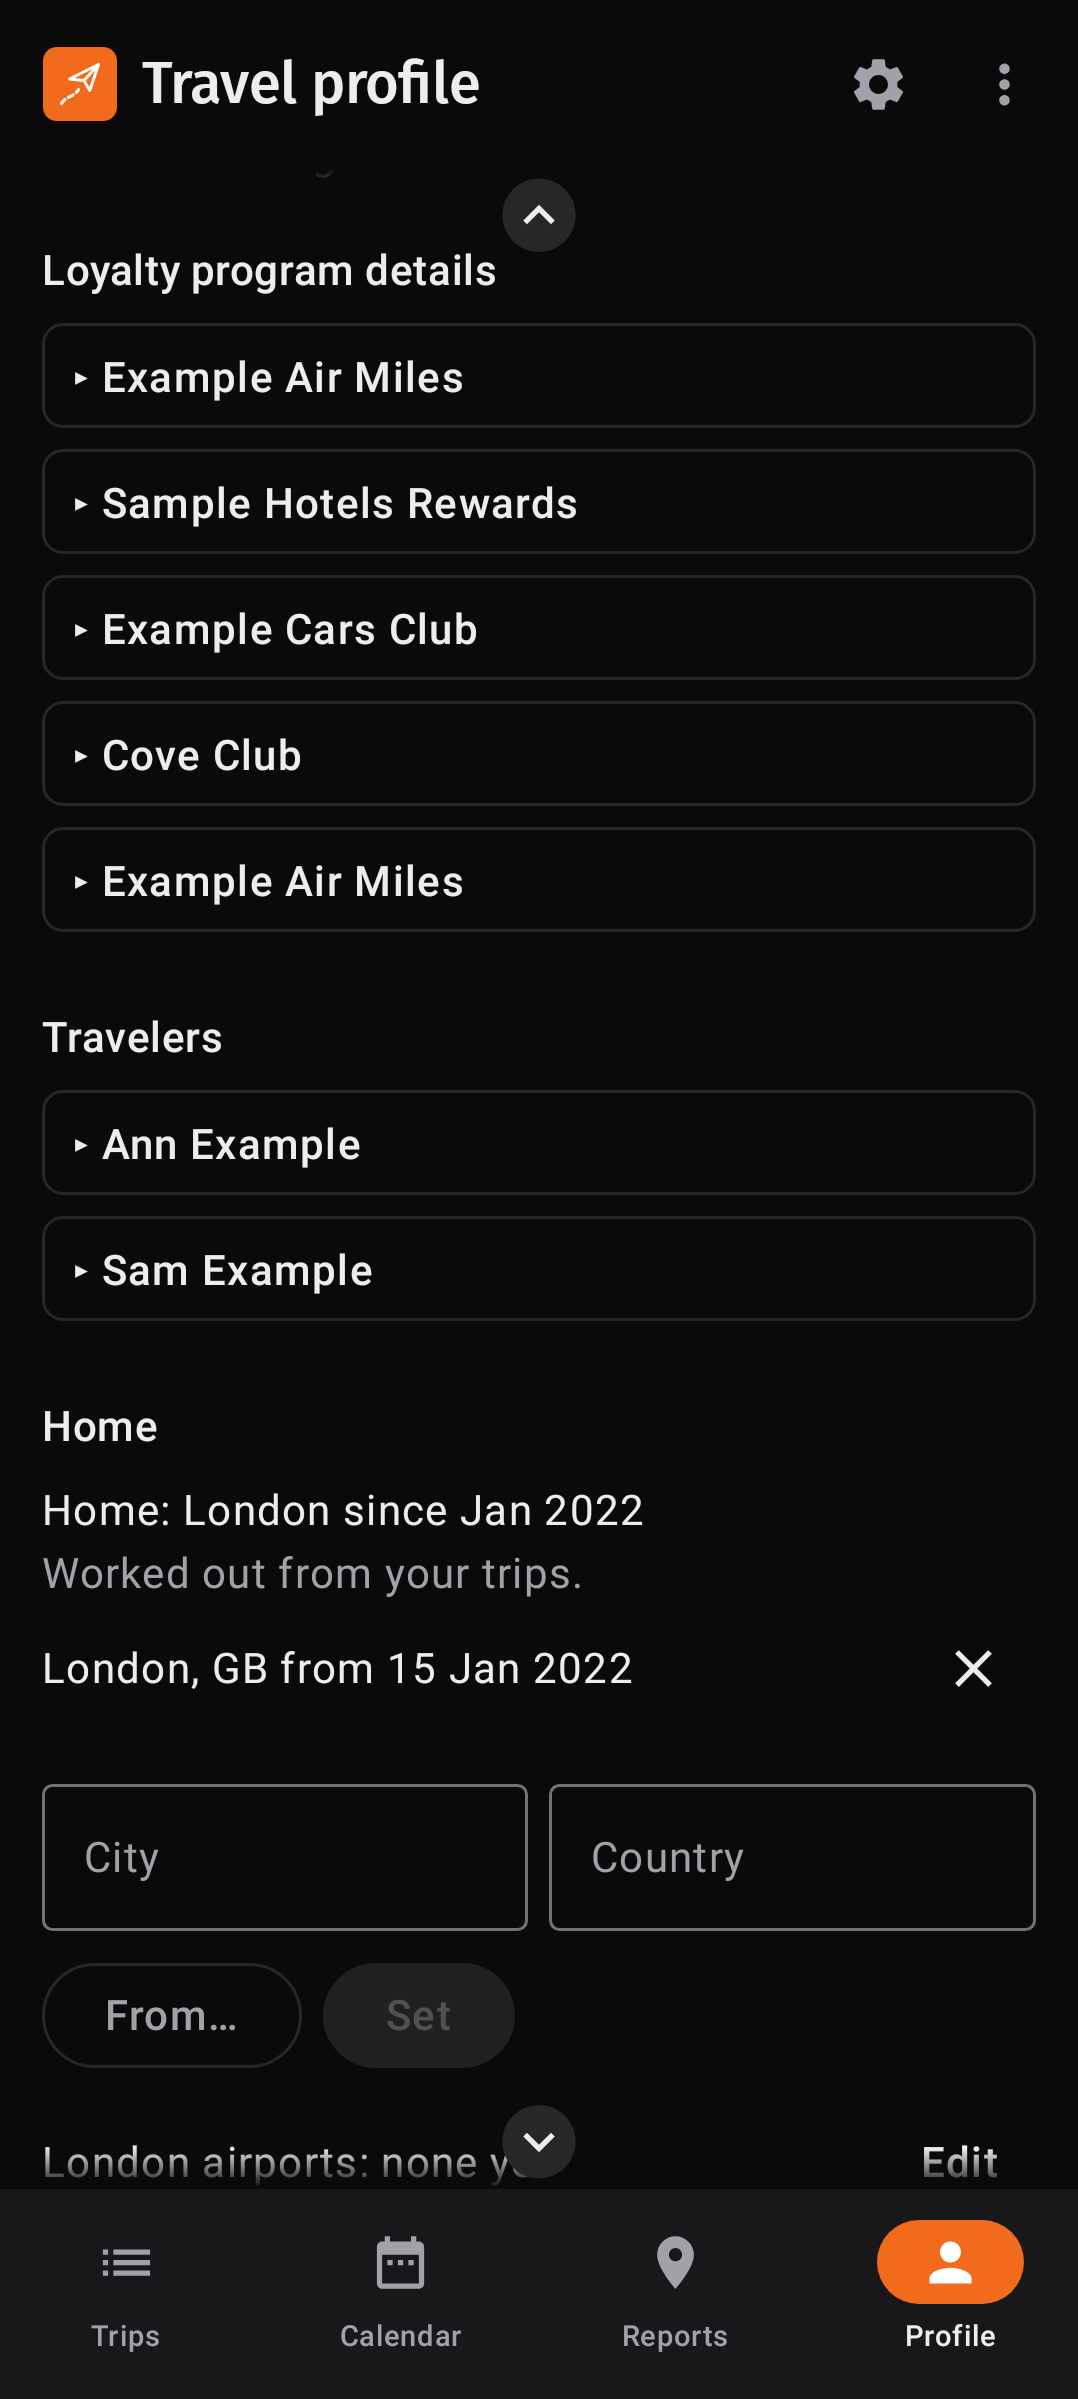 Travel profile
Loyalty program details
▸ Example Air Miles
▸ Sample Hotels Rewards
▸ Example Cars Club
▸ Cove Club
▸ Example Air Miles
Travelers
▸ Ann Example
▸ Sam Example
Home
Home: London since Jan 2022
Worked out from your trips.
London, GB from 15 Jan 2022
City Country
From… Set
London airports: none Edit
Trips Calendar Reports Profile